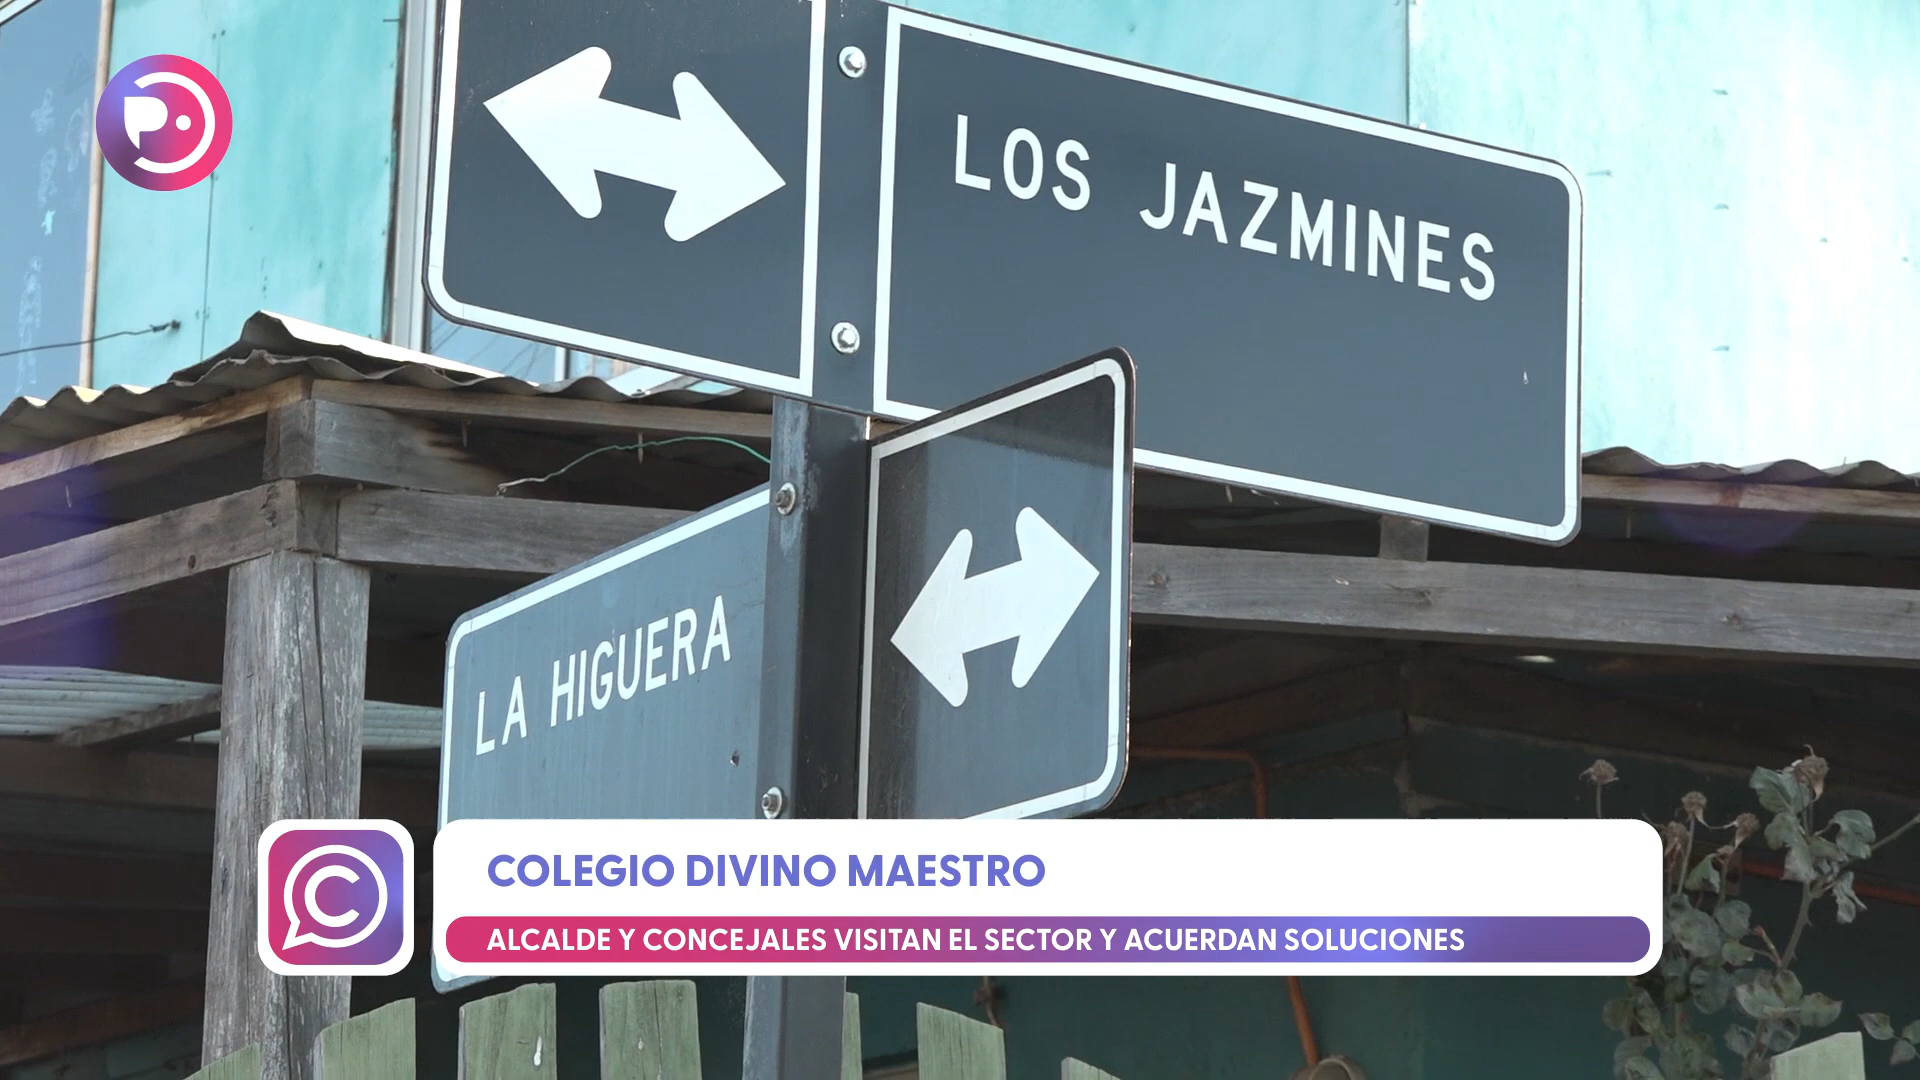 LOS JAZMINES
LA HIGUERA
COLEGIO DIVINO MAESTRO
ALCALDE Y CONCEJALES VISITAN EL SECTOR Y ACUERDAN SOLUCIONES